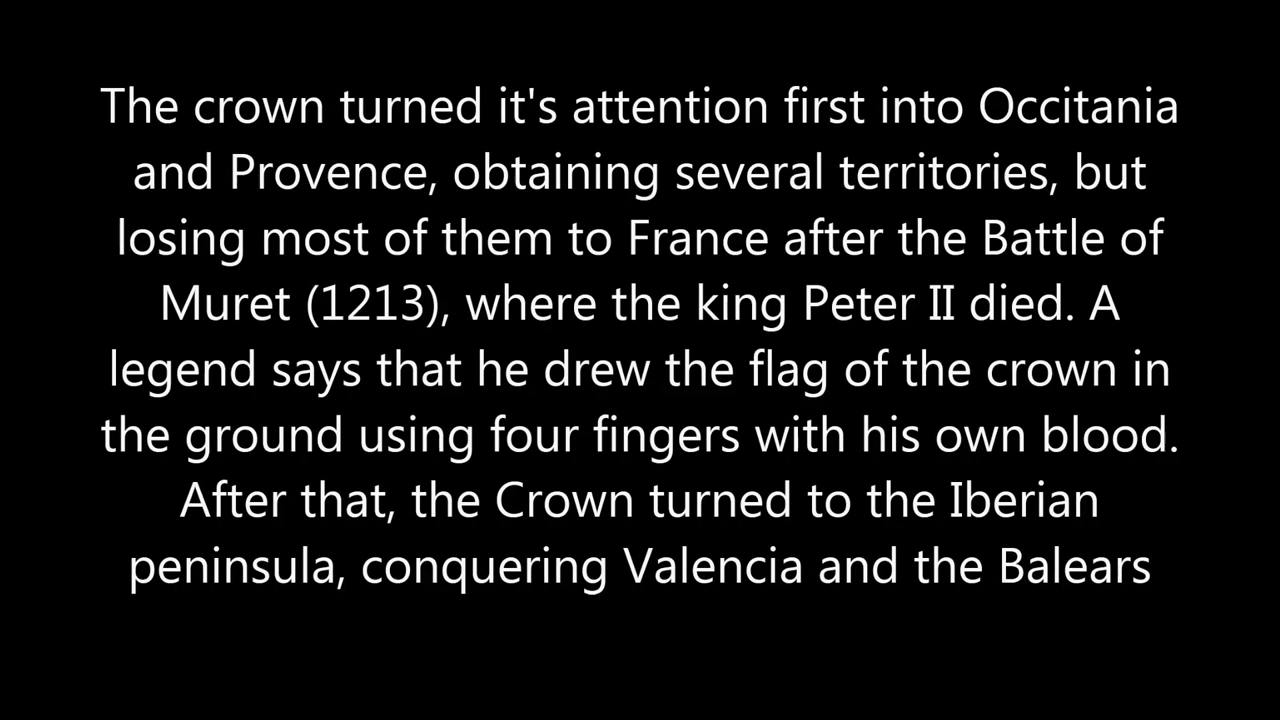 The crown turned it's attention first into Occitania
and Provence, obtaining several territories, but
losing most of them to France after the Battle of
Muret (1213), where the king Peter II died. A
legend says that he drew the flag of the crown in
the ground using four fingers with his own blood.
After that, the Crown turned to the Iberian
peninsula, conquering Valencia and the Balears